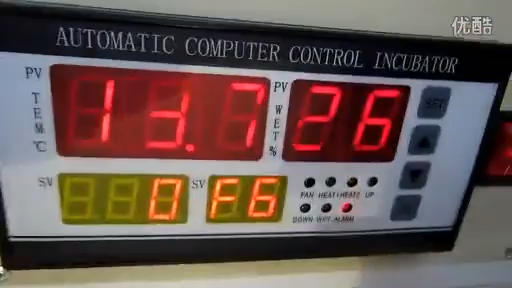 优酷
AUTOMATIC COMPUTER CONTROL INCUBATOR
PV TEM ℃ 13.7 PV WET % 26 SET
SV 0 SV F6
FAN HEAT1 HEAT2 UP
DOWN WET ALARM